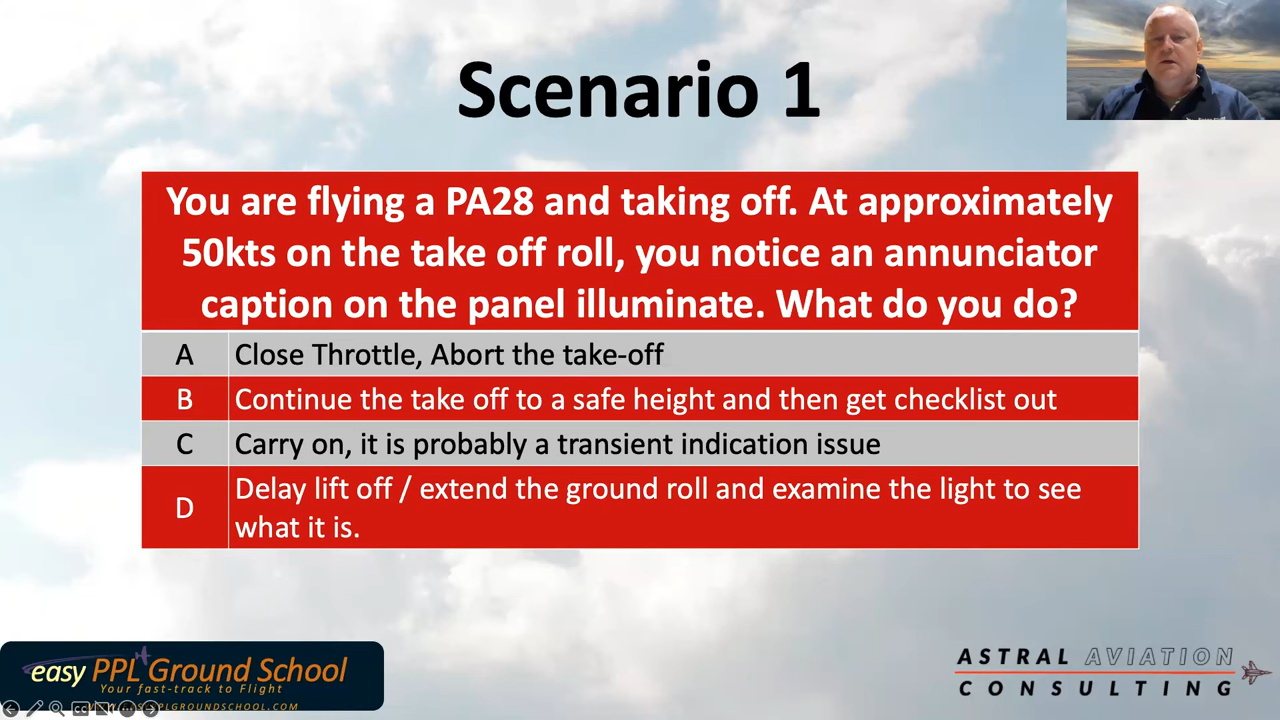 Scenario 1
You are flying a PA28 and taking off. At approximately
50kts on the take off roll, you notice an annunciator
caption on the panel illuminate. What do you do?
A Close Throttle, Abort the take-off
B Continue the take off to a safe height and then get checklist out
C Carry on, it is probably a transient indication issue
D Delay lift off / extend the ground roll and examine the light to see
what it is.
easy PPL Ground School
Your fast-track to Flight
ASTRAL AVIATION
CONSULTING